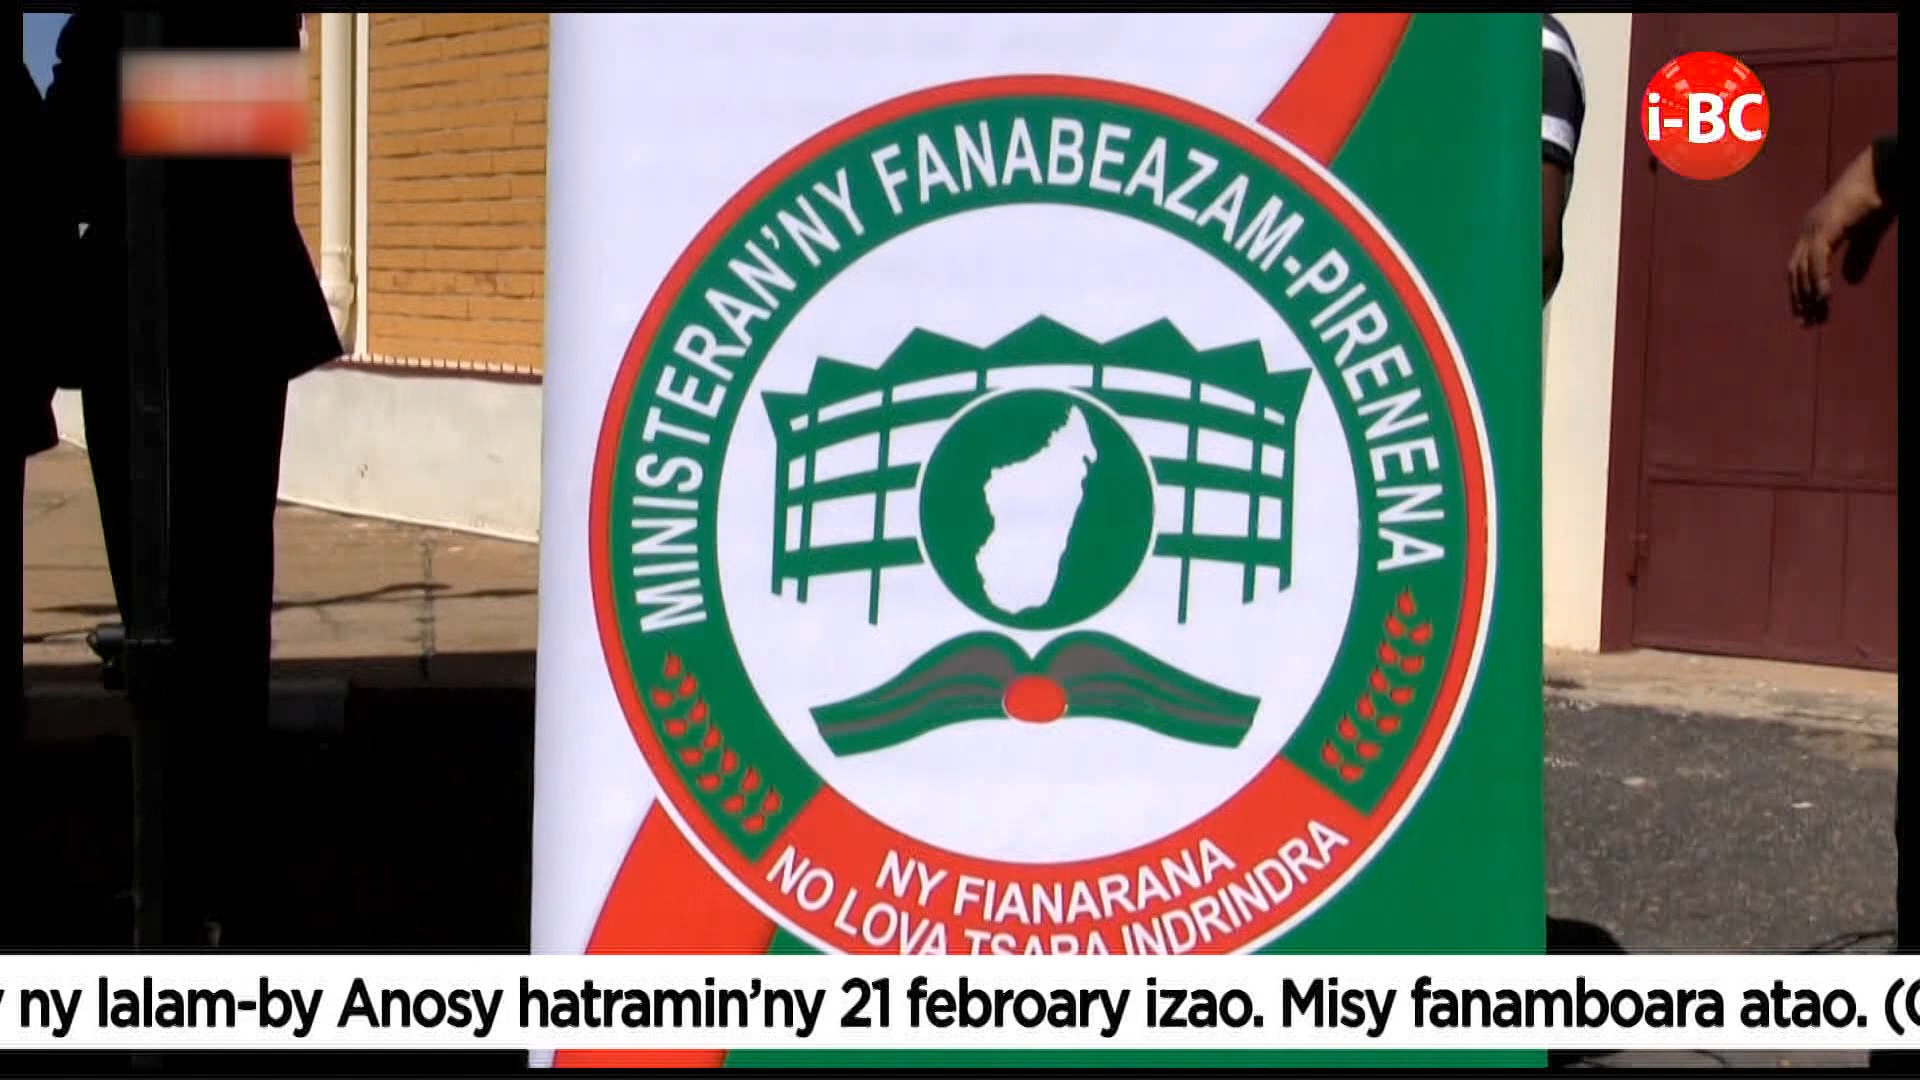 i-BC
MINISTERAN'NY FANABEAZAM-PIRENENA
NY FIANARANA
NO LOVA TSARA INDRINDRA
ny lalam-by Anosy hatramin'ny 21 febroary izao. Misy fanamboara atao.